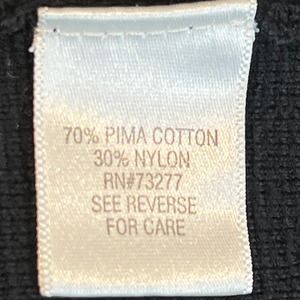 70% PIMA COTTON
30% NYLON
RN#73277
SEE REVERSE
FOR CARE